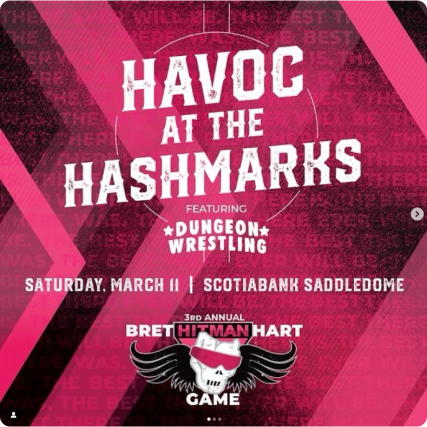 HAVOC
AT THE
HASHMARKS
FEATURING
★DUNGEON★
WRESTLING
SATURDAY, MARCH 11 | SCOTIABANK SADDLEDOME
3RD ANNUAL
BRET HITMAN HART
GAME